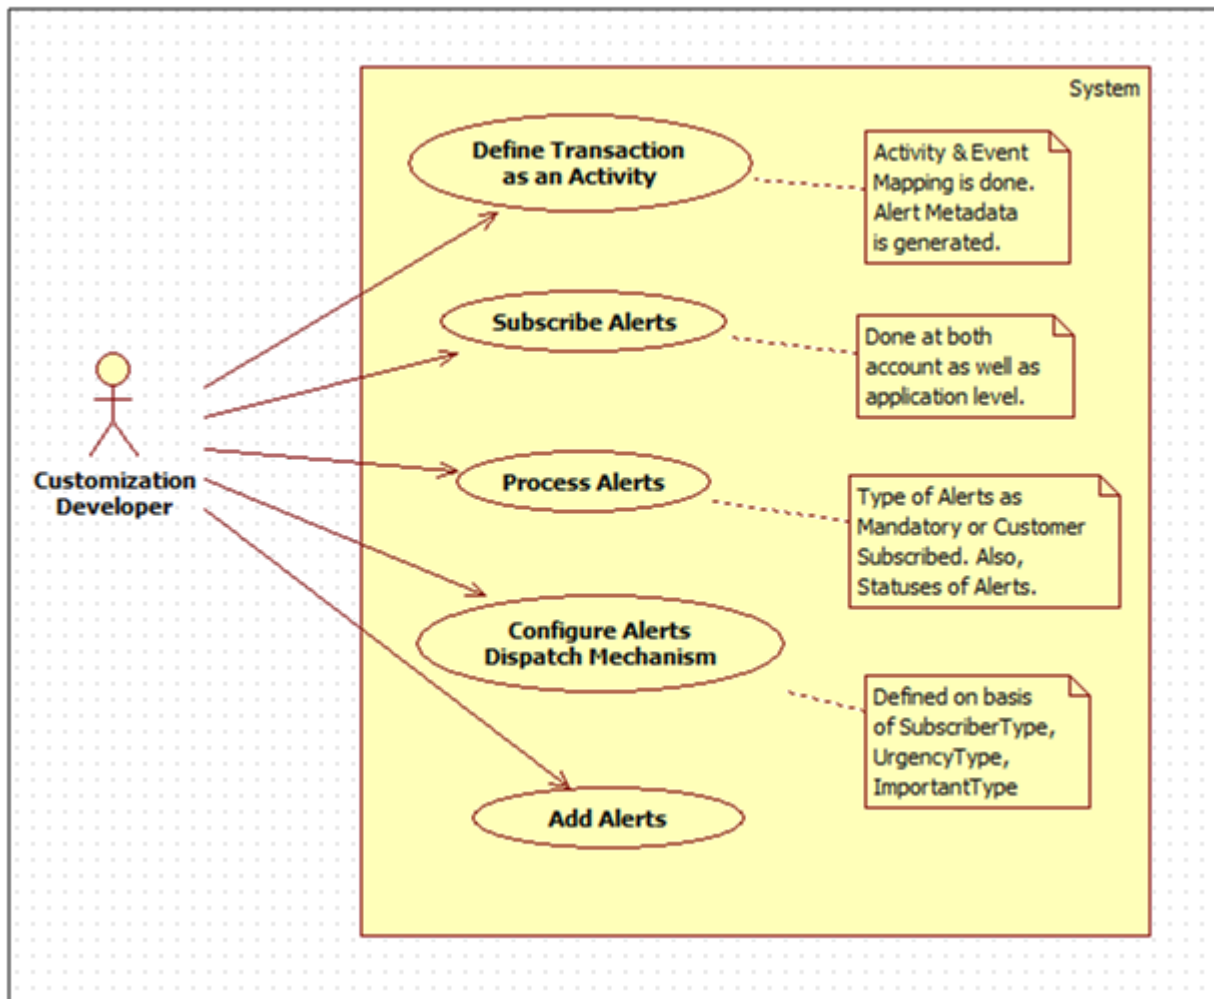 System
Define Transaction
as an Activity
Activity & Event
Mapping is done.
Alert Metadata
is generated.
Subscribe Alerts
Done at both
account as well as
application level.
Customization
Developer
Process Alerts
Type of Alerts as
Mandatory or Customer
Subscribed. Also,
Statuses of Alerts.
Configure Alerts
Dispatch Mechanism
Defined on basis
of SubscriberType,
UrgencyType,
ImportantType
Add Alerts